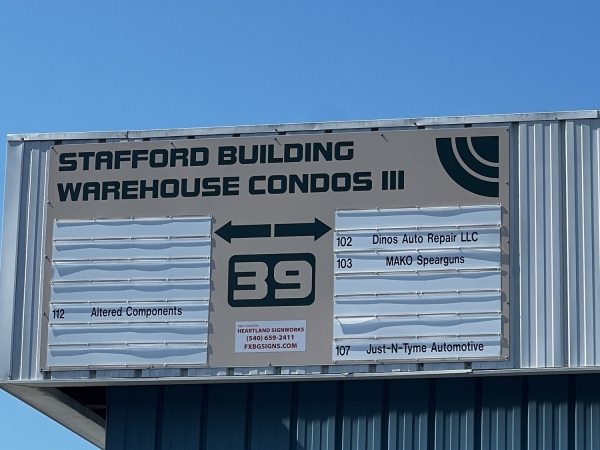 STAFFORD BUILDING
WAREHOUSE CONDOS III
39
112 Altered Components
102 Dinos Auto Repair LLC
103 MAKO Spearguns
107 Just-N-Tyme Automotive
HEARTLAND SIGNWORKS
(540) 659-2411
FXBGSIGNS.COM